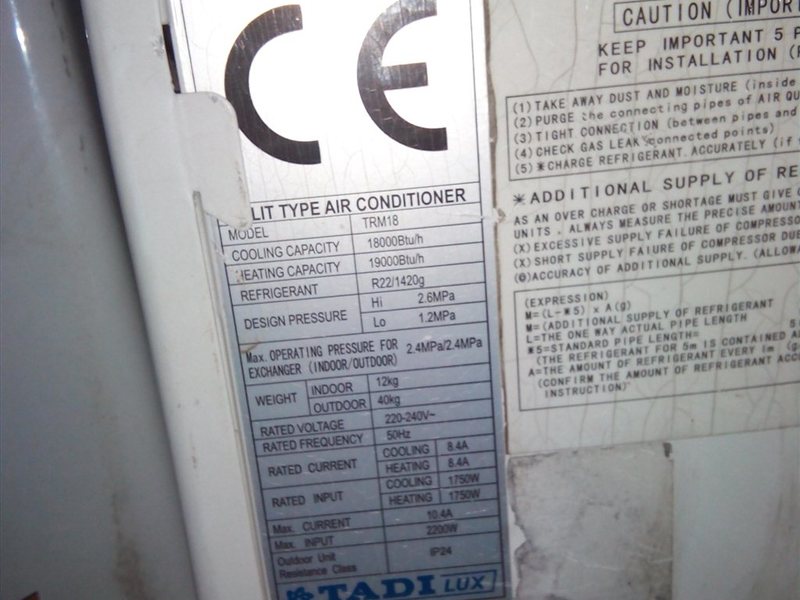 CE
LIT TYPE AIR CONDITIONER
MODEL TRM18
COOLING CAPACITY 18000Btu/h
HEATING CAPACITY 19000Btu/h
REFRIGERANT R22/1420g
DESIGN PRESSURE Hi 2.6MPa
Lo 1.2MPa
Max. OPERATING PRESSURE FOR
EXCHANGER (INDOOR/OUTDOOR) 2.4MPa/2.4MPa
WEIGHT INDOOR 12kg
OUTDOOR 40kg
RATED VOLTAGE 220-240V~
RATED FREQUENCY 50Hz
RATED CURRENT COOLING 8.4A
HEATING 8.4A
RATED INPUT COOLING 1750W
HEATING 1750W
Max. CURRENT 10.4A
Max. INPUT 2200W
Outdoor Unit
Resistance Class IP24
TADI LUX
CAUTION (IMPOR
KEEP IMPORTANT 5 P
FOR INSTALLATION (
(1) TAKE AWAY DUST AND MOISTURE (inside
(2) PURGE the connecting pipes of AIR QU
(3) TIGHT CONNECTION (between pipes and
(4) CHECK GAS LEAK (connected points)
(5) ※CHARGE REFRIGERANT. ACCURATELY (if
※ADDITIONAL SUPPLY OF RE
AS AN OVER CHARGE OR SHORTAGE MUST GIVE
UNITS . ALWAYS MEASURE THE PRECISE AMOUN
(X) EXCESSIVE SUPPLY FAILURE OF COMPRESSO
(X) SHORT SUPPLY FAILURE OF COMPRESSOR DUE
(◎)ACCURACY OF ADDITIONAL SUPPLY. (ALLOWA
(EXPRESSION)
M=(L-※5) × A(g)
M=(ADDITIONAL SUPPLY OF REFRIGERANT
L=THE ONE WAY ACTUAL PIPE LENGTH
※5=STANDARD PIPE LENGTH= 5
(THE REFRIGERANT FOR 5m IS CONTAINED A
A=THE AMOUNT OF REFRIGERANT EVERY 1m (g
(CONFIRM THE AMOUNT OF REFRIGERANT ACC
INSTRUCTION)